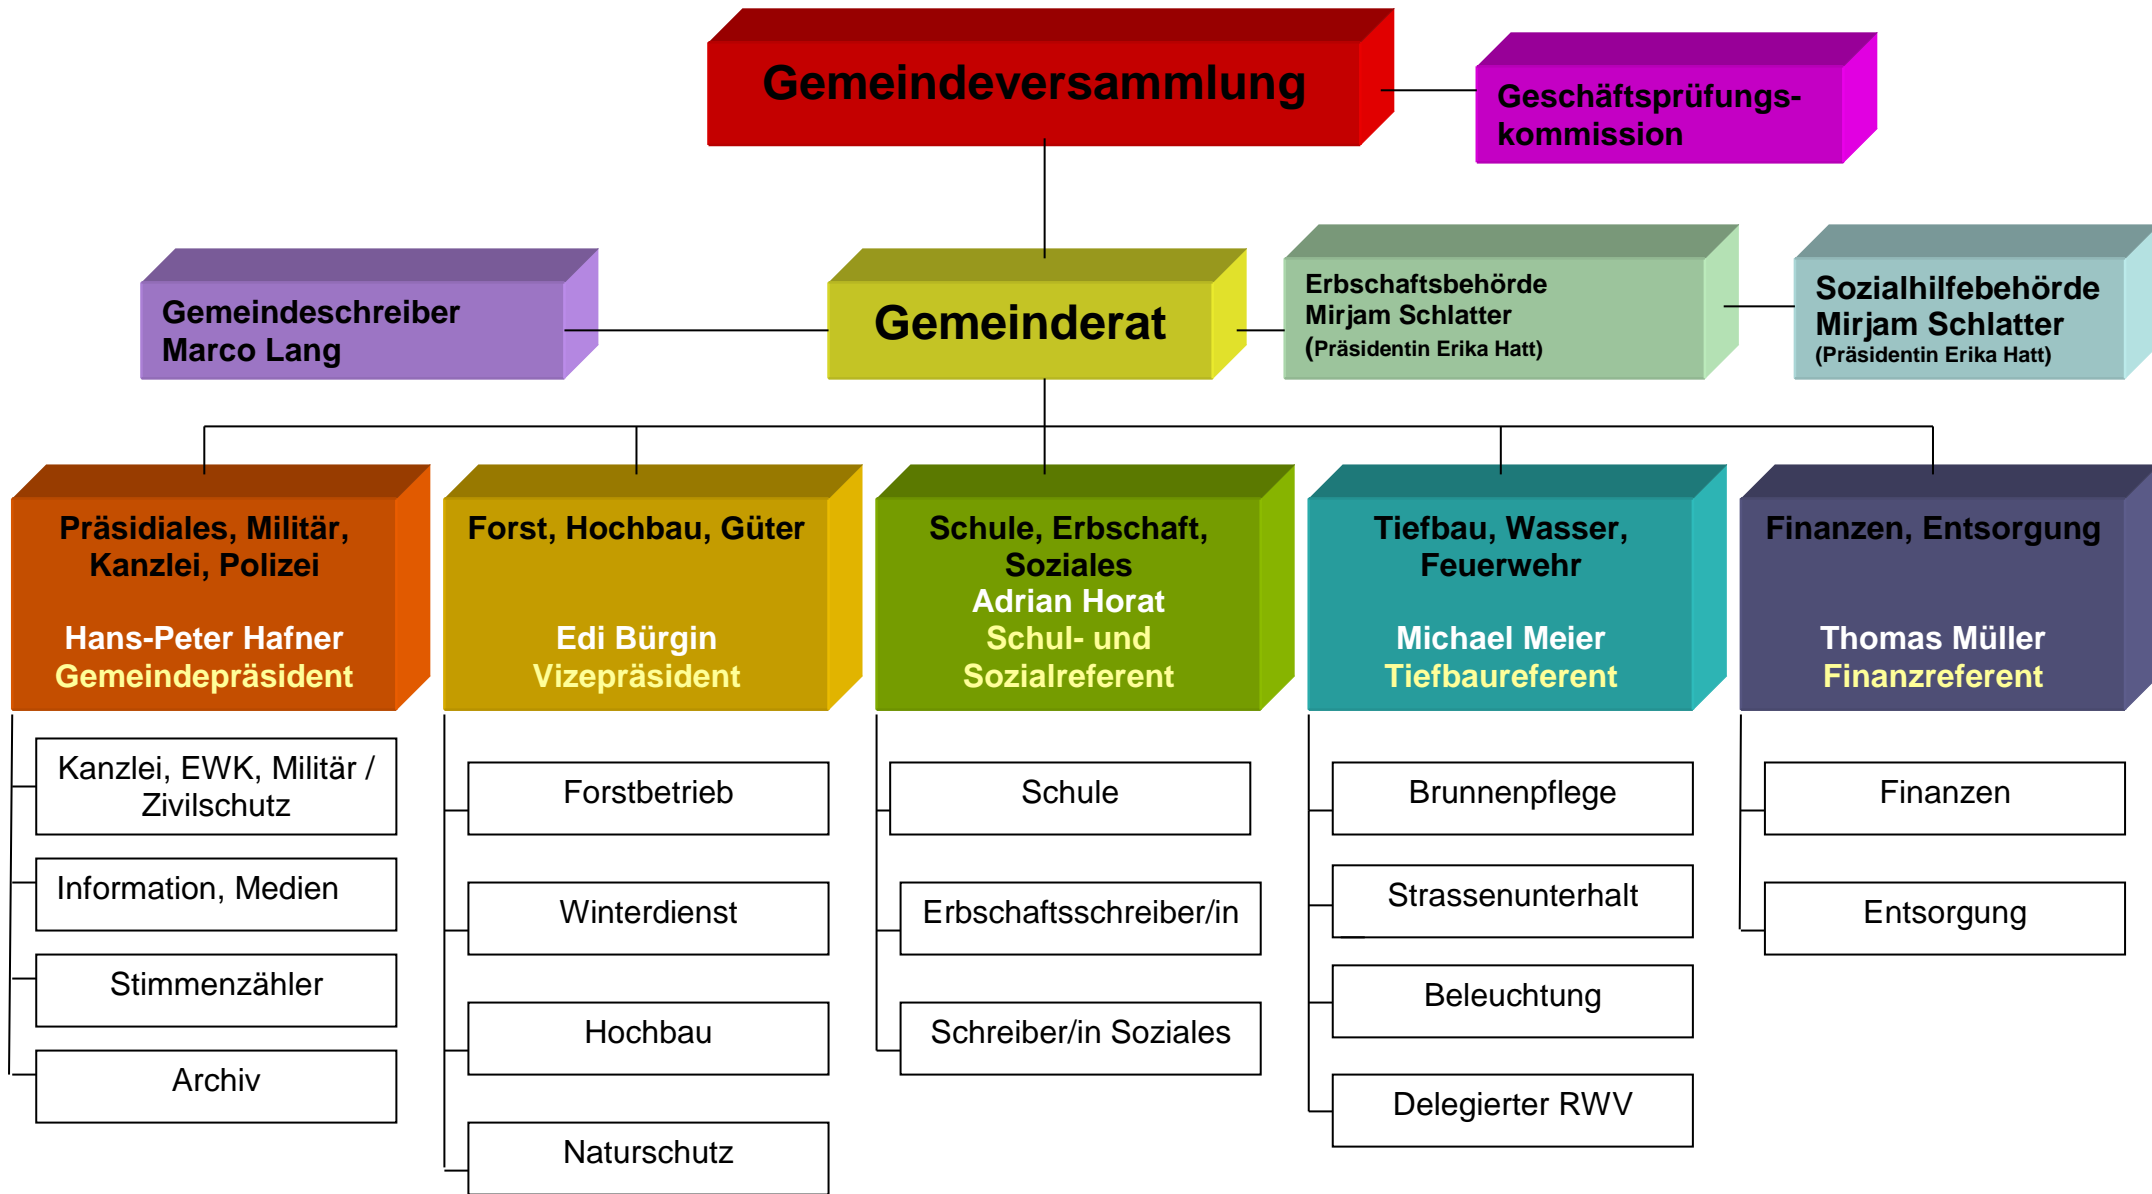 Gemeindeversammlung
Geschäftsprüfungs-
kommission
Gemeindeschreiber
Marco Lang
Gemeinderat
Erbschaftsbehörde
Mirjam Schlatter
(Präsidentin Erika Hatt)
Sozialhilfebehörde
Mirjam Schlatter
(Präsidentin Erika Hatt)
Präsidiales, Militär,
Kanzlei, Polizei
Hans-Peter Hafner
Gemeindepräsident
Forst, Hochbau, Güter
Edi Bürgin
Vizepräsident
Schule, Erbschaft,
Soziales
Adrian Horat
Schul- und
Sozialreferent
Tiefbau, Wasser,
Feuerwehr
Michael Meier
Tiefbaureferent
Finanzen, Entsorgung
Thomas Müller
Finanzreferent
Kanzlei, EWK, Militär /
Zivilschutz
Information, Medien
Stimmenzähler
Archiv
Forstbetrieb
Winterdienst
Hochbau
Naturschutz
Schule
Erbschaftsschreiber/in
Schreiber/in Soziales
Brunnenpflege
Strassenunterhalt
Beleuchtung
Delegierter RWV
Finanzen
Entsorgung